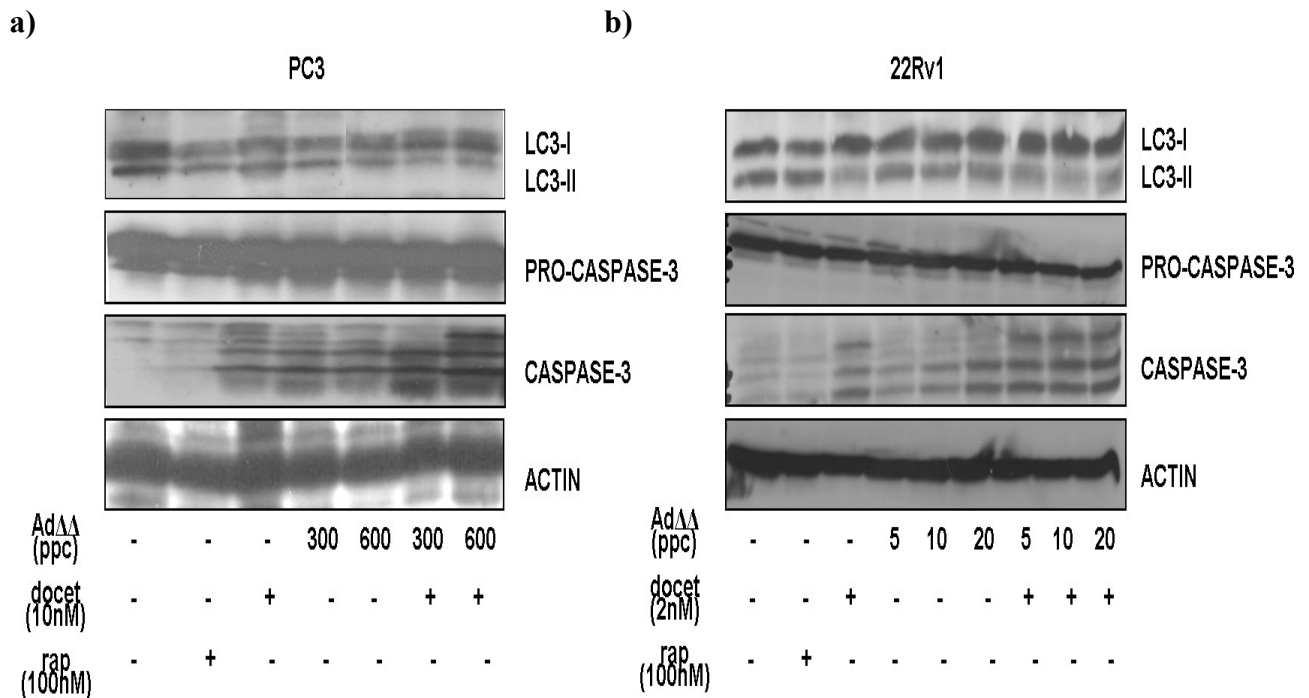 a)
PC3
LC3-I
LC3-II
PRO-CASPASE-3
CASPASE-3
ACTIN
Ad∆∆
(ppc) - - - 300 600 300 600
docet
(10nM) - - + - - + +
rap
(100nM) - + - - - - -
b)
22Rv1
LC3-I
LC3-II
PRO-CASPASE-3
CASPASE-3
ACTIN
Ad∆∆
(ppc) - - - 5 10 20 5 10 20
docet
(2nM) - - + - - - + + +
rap
(100nM) - + - - - - - - -